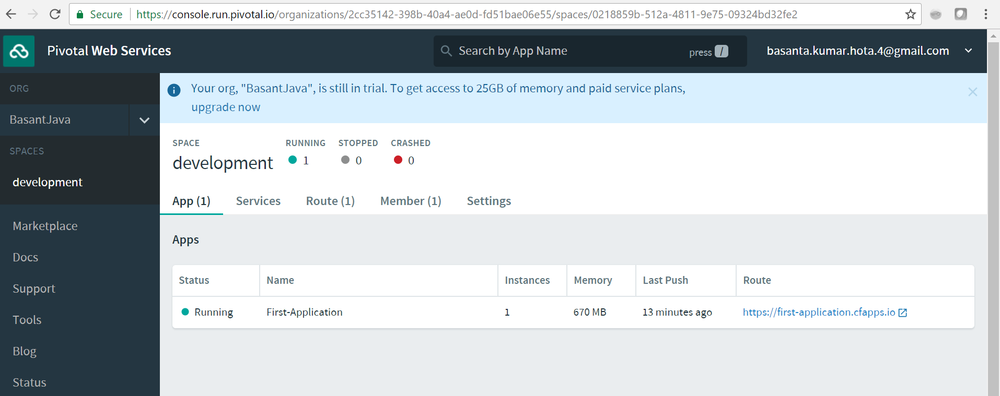 Secure https://console.run.pivotal.io/organizations/2cc35142-398b-40a4-ae0d-fd51bae06e55/spaces/0218859b-512a-4811-9e75-09324bd32fe2
Pivotal Web Services
Search by App Name press /
basanta.kumar.hota.4@gmail.com
ORG
BasantJava
SPACES
development
Marketplace
Docs
Support
Tools
Blog
Status
Your org, "BasantJava", is still in trial. To get access to 25GB of memory and paid service plans,
upgrade now
SPACE RUNNING STOPPED CRASHED
development 1 0 0
App (1) Services Route (1) Member (1) Settings
Apps
Status Name Instances Memory Last Push Route
Running First-Application 1 670 MB 13 minutes ago https://first-application.cfapps.io